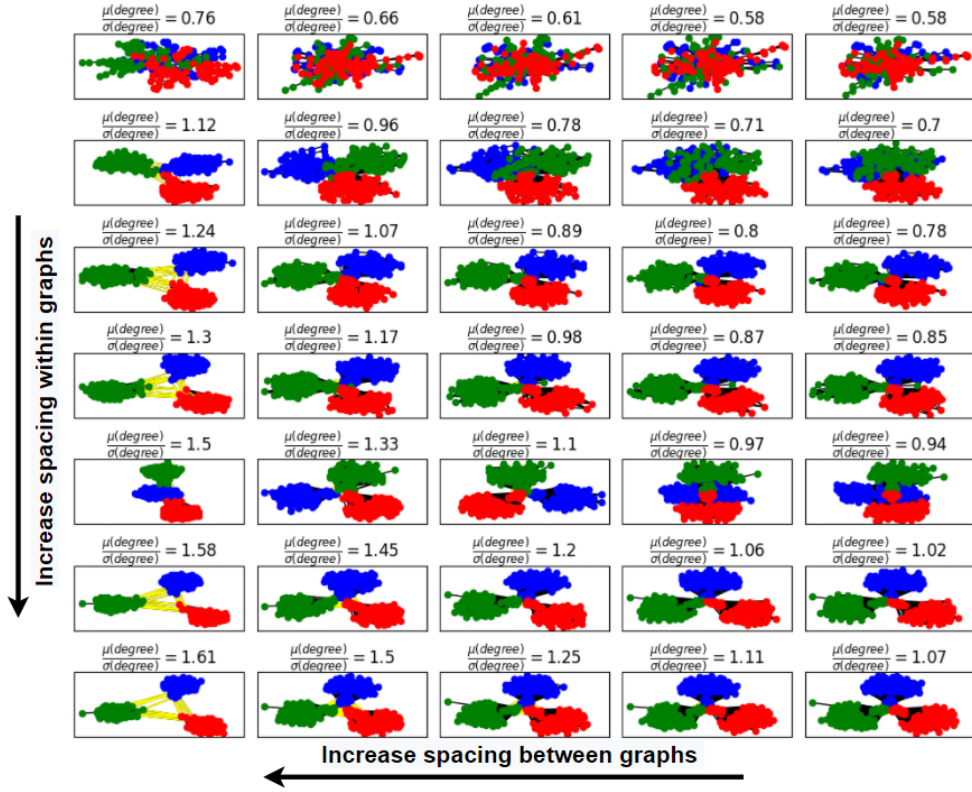 μ(degree)/σ(degree) = 0.76 μ(degree)/σ(degree) = 0.66 μ(degree)/σ(degree) = 0.61 μ(degree)/σ(degree) = 0.58 μ(degree)/σ(degree) = 0.58
μ(degree)/σ(degree) = 1.12 μ(degree)/σ(degree) = 0.96 μ(degree)/σ(degree) = 0.78 μ(degree)/σ(degree) = 0.71 μ(degree)/σ(degree) = 0.7
μ(degree)/σ(degree) = 1.24 μ(degree)/σ(degree) = 1.07 μ(degree)/σ(degree) = 0.89 μ(degree)/σ(degree) = 0.8 μ(degree)/σ(degree) = 0.78
μ(degree)/σ(degree) = 1.3 μ(degree)/σ(degree) = 1.17 μ(degree)/σ(degree) = 0.98 μ(degree)/σ(degree) = 0.87 μ(degree)/σ(degree) = 0.85
μ(degree)/σ(degree) = 1.5 μ(degree)/σ(degree) = 1.33 μ(degree)/σ(degree) = 1.1 μ(degree)/σ(degree) = 0.97 μ(degree)/σ(degree) = 0.94
μ(degree)/σ(degree) = 1.58 μ(degree)/σ(degree) = 1.45 μ(degree)/σ(degree) = 1.2 μ(degree)/σ(degree) = 1.06 μ(degree)/σ(degree) = 1.02
μ(degree)/σ(degree) = 1.61 μ(degree)/σ(degree) = 1.5 μ(degree)/σ(degree) = 1.25 μ(degree)/σ(degree) = 1.11 μ(degree)/σ(degree) = 1.07
Increase spacing within graphs
Increase spacing between graphs